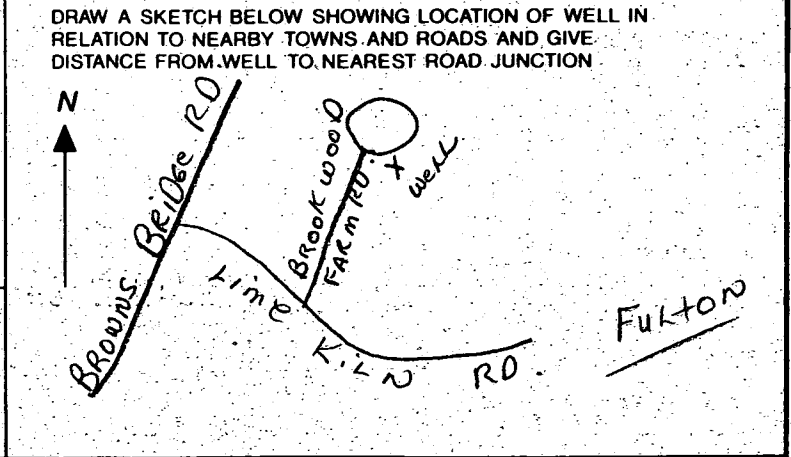 DRAW A SKETCH BELOW SHOWING LOCATION OF WELL IN
RELATION TO NEARBY TOWNS AND ROADS AND GIVE
DISTANCE FROM WELL TO NEAREST ROAD JUNCTION
N
BROWNS BRIDGE RD
BROOKWOOD
FARM RD.
X
WELL
LIME KILN RD.
FULTON